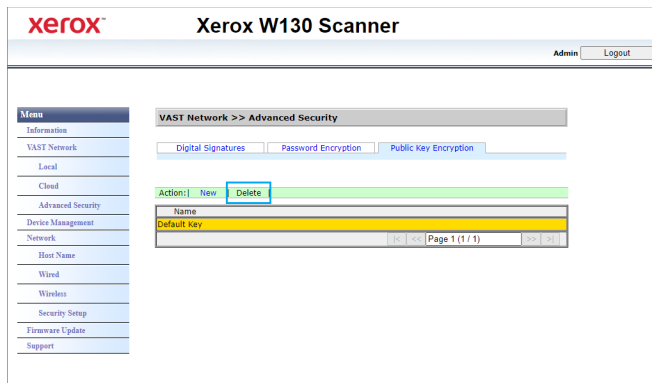 xerox™
Xerox W130 Scanner
Admin Logout
Menu
Information
VAST Network
Local
Cloud
Advanced Security
Device Management
Network
Host Name
Wired
Wireless
Security Setup
Firmware Update
Support
VAST Network >> Advanced Security
Digital Signatures Password Encryption Public Key Encryption
Action:| New | Delete |
Name
Default Key
|< << Page 1 (1 / 1) >> >|